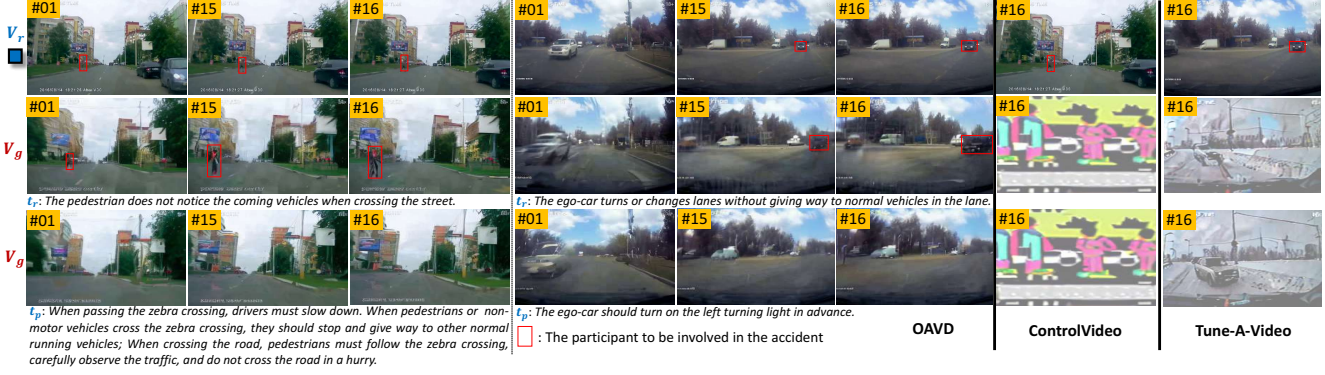 V_r #01 #15 #16 #01 #15 #16 #16 #16
V_g #01 #15 #16 #01 #15 #16 #16 #16
t_r: The pedestrian does not notice the coming vehicles when crossing the street.
t_r: The ego-car turns or changes lanes without giving way to normal vehicles in the lane.
V_g #01 #15 #16 #01 #15 #16 #16 #16
t_p: When passing the zebra crossing, drivers must slow down. When pedestrians or non-
motor vehicles cross the zebra crossing, they should stop and give way to other normal
running vehicles; When crossing the road, pedestrians must follow the zebra crossing,
carefully observe the traffic, and do not cross the road in a hurry.
t_p: The ego-car should turn on the left turning light in advance.
: The participant to be involved in the accident
OAVD
ControlVideo
Tune-A-Video